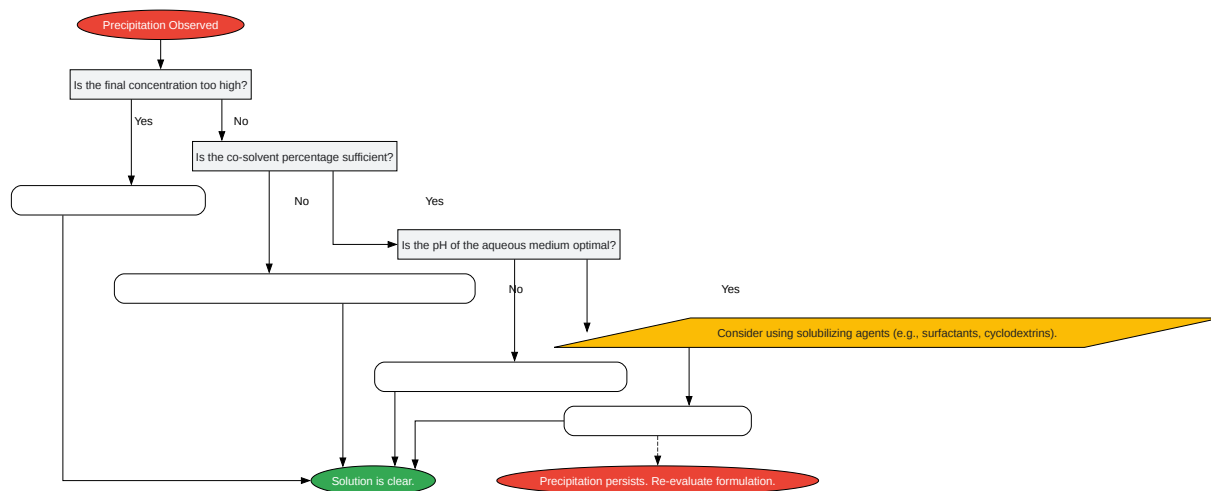 Precipitation Observed
Is the final concentration too high?
Yes
No
Is the co-solvent percentage sufficient?
No
Yes
Is the pH of the aqueous medium optimal?
No
Yes
Consider using solubilizing agents (e.g., surfactants, cyclodextrins).
Solution is clear.
Precipitation persists. Re-evaluate formulation.